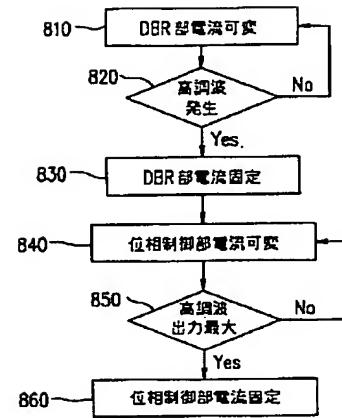 810
DBR部電流可変
820
高調波
発生
No
Yes.
830
DBR部電流固定
840
位相制御部電流可変
850
高調波
出力最大
No
Yes
860
位相制御部電流固定